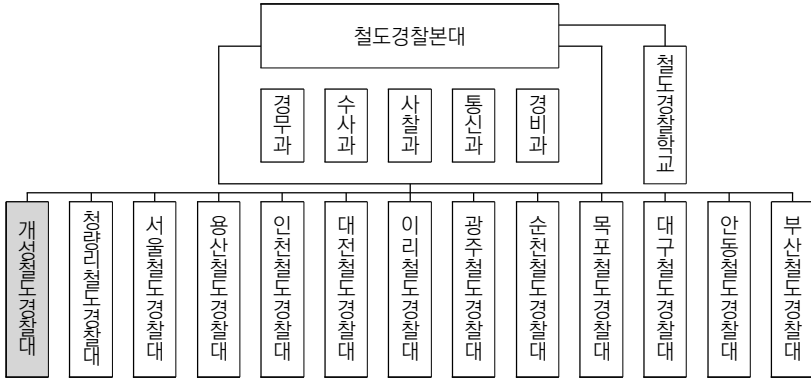 철도경찰본대
경무과
수사과
사찰과
통신과
경비과
철도경찰학교
개성철도경찰대
청량리철도경찰대
서울철도경찰대
용산철도경찰대
인천철도경찰대
대전철도경찰대
이리철도경찰대
광주철도경찰대
순천철도경찰대
목포철도경찰대
대구철도경찰대
안동철도경찰대
부산철도경찰대